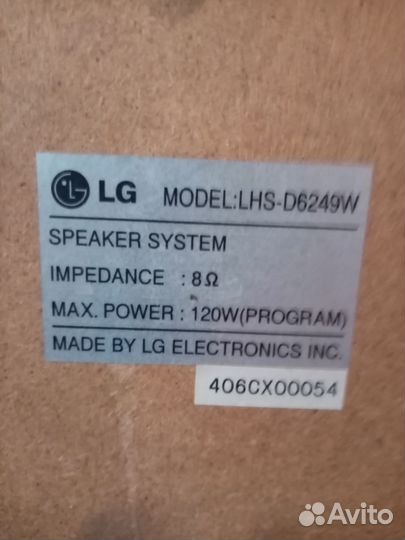 LG MODEL:LHS-D6249W
SPEAKER SYSTEM
IMPEDANCE : 8Ω
MAX. POWER : 120W(PROGRAM)
MADE BY LG ELECTRONICS INC.
406CX00054
Avito